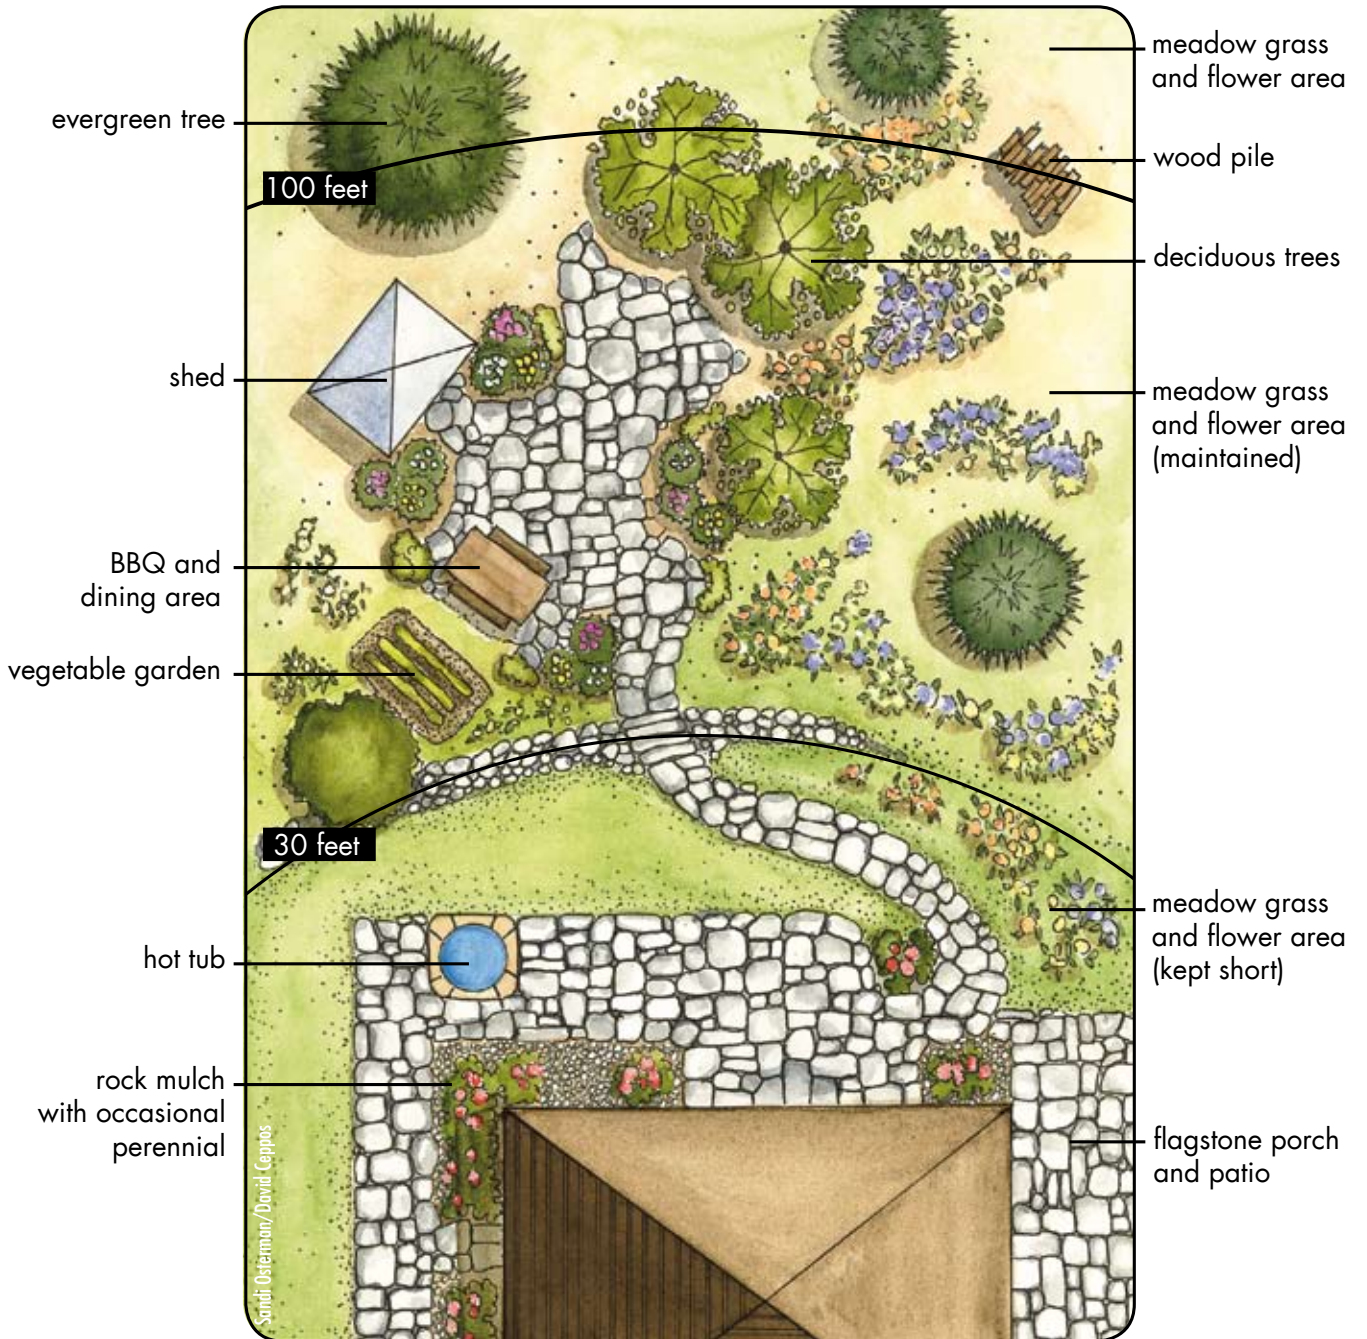 meadow grass
and flower area
evergreen tree
wood pile
100 feet
deciduous trees
shed
meadow grass
and flower area
(maintained)
BBQ and
dining area
vegetable garden
30 feet
meadow grass
and flower area
(kept short)
hot tub
rock mulch
with occasional
perennial
flagstone porch
and patio
Sandi Osterman/David Ceppos